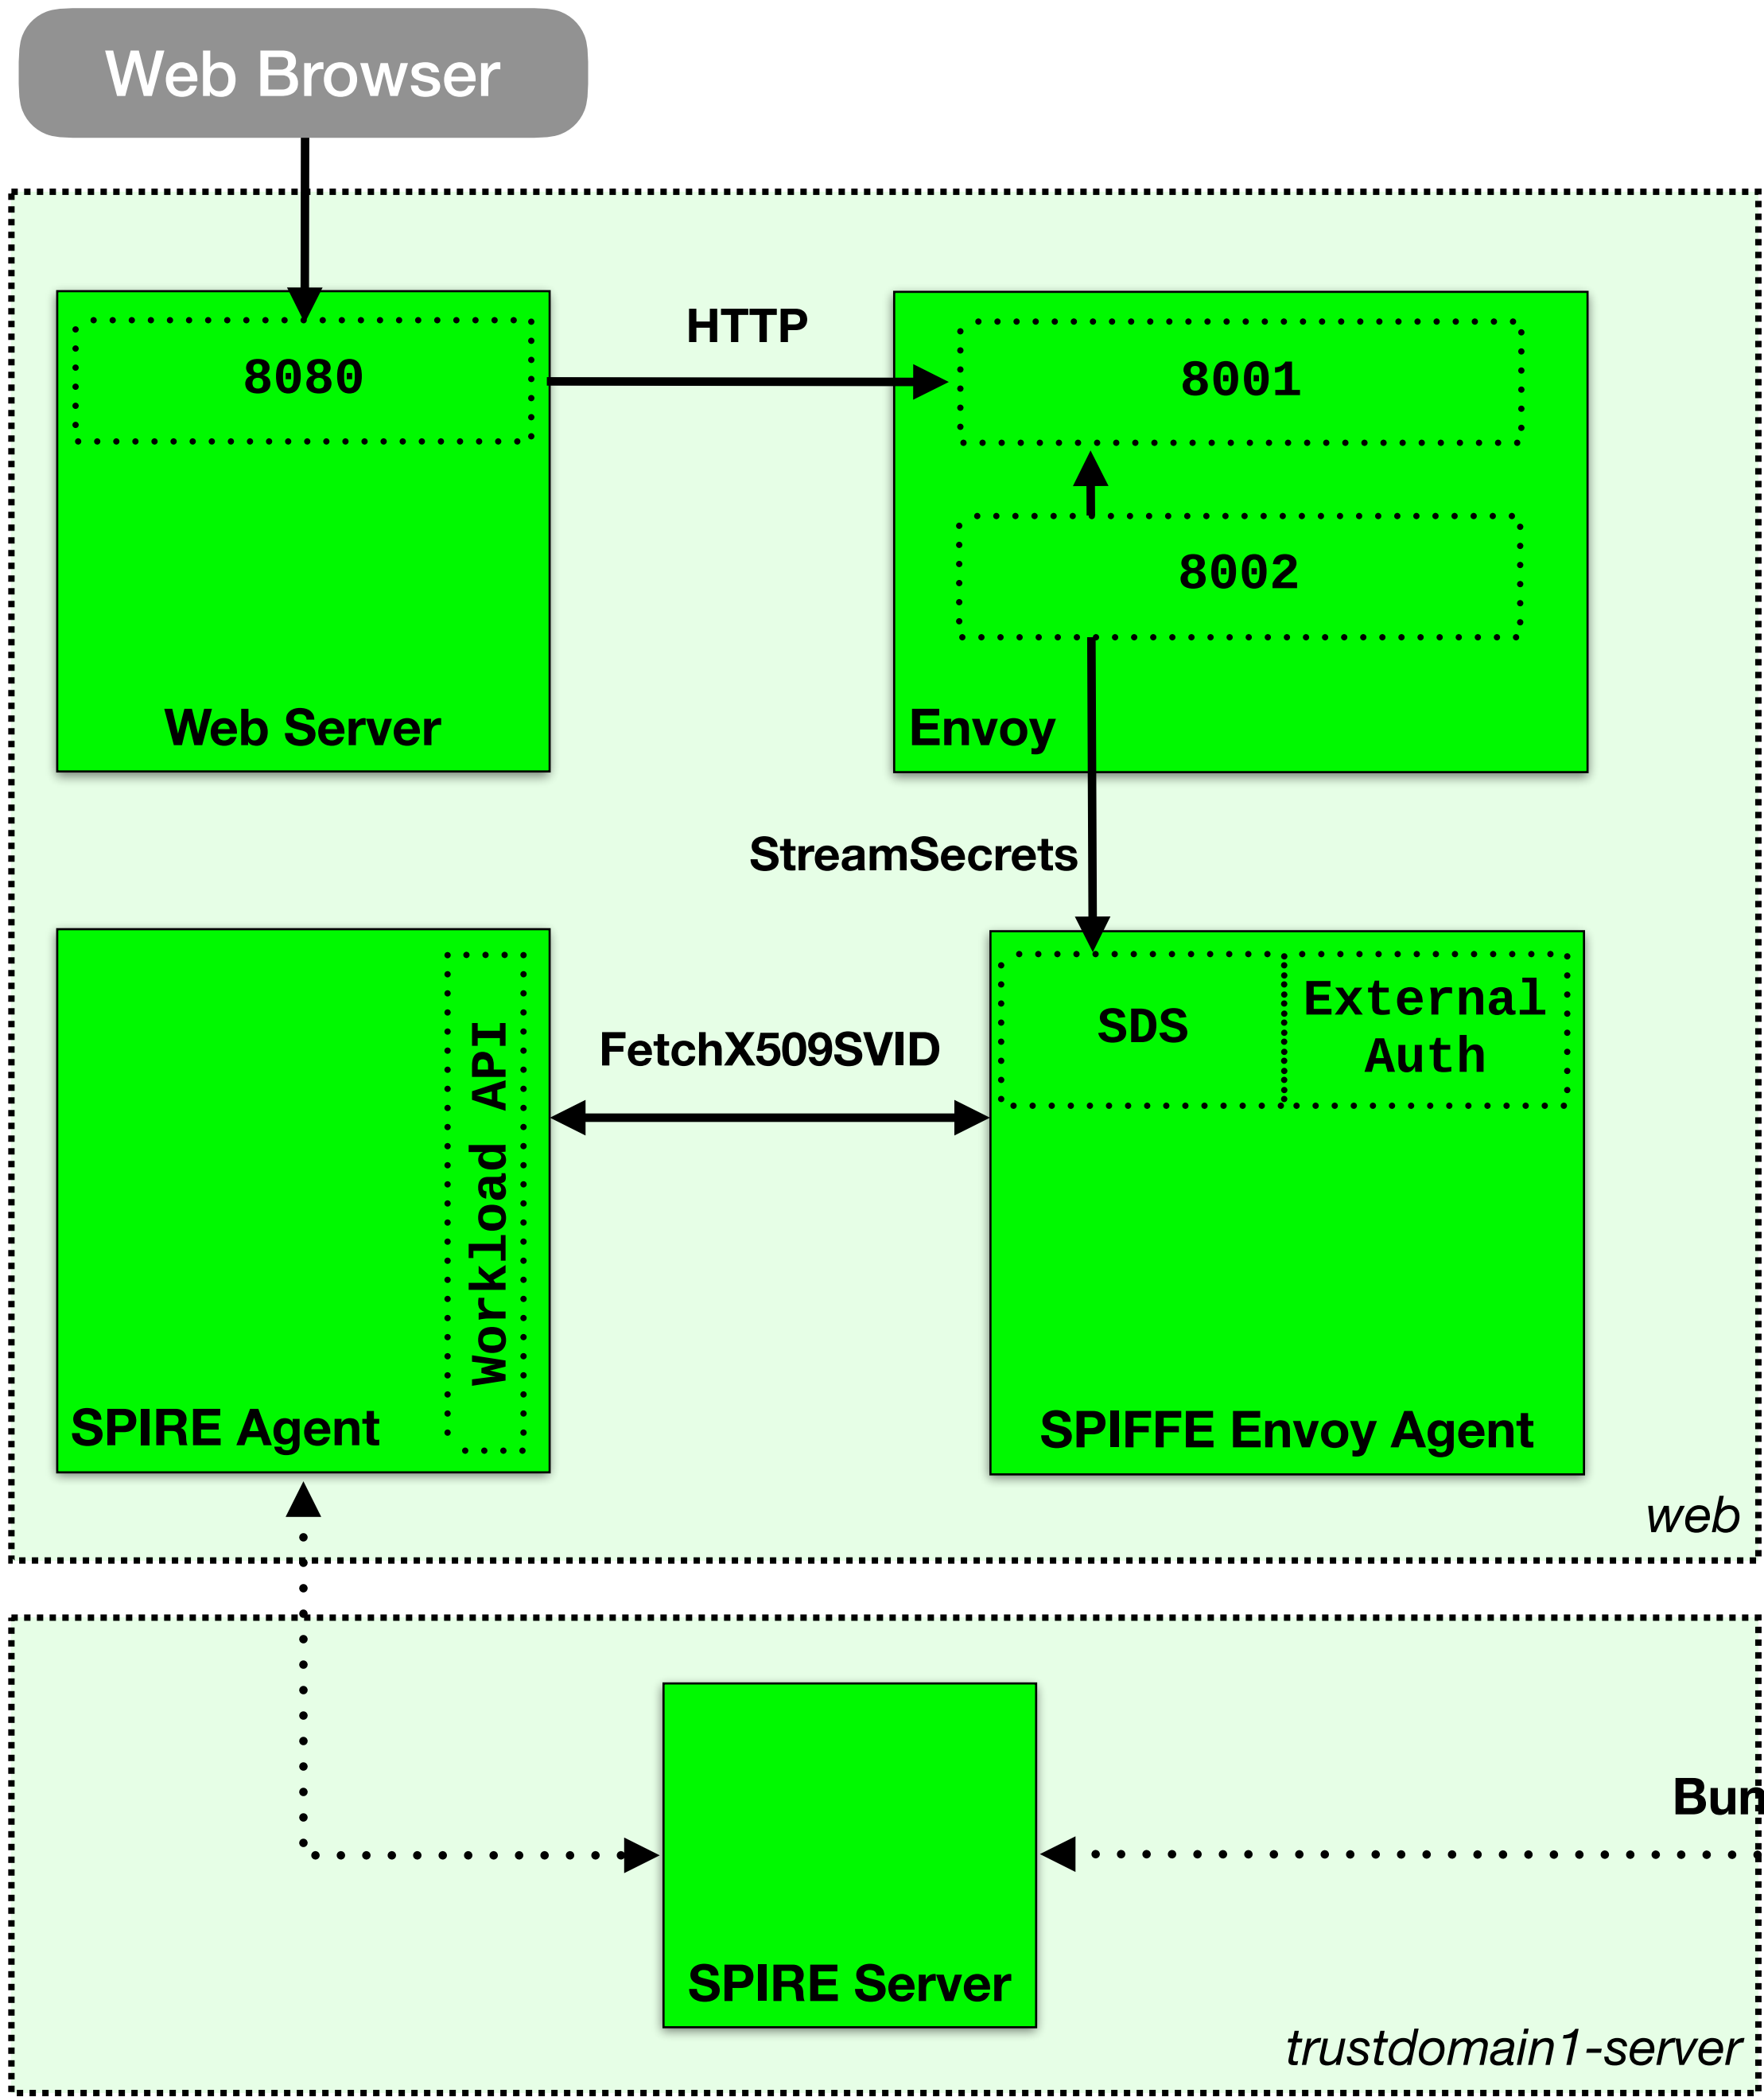 Web Browser
HTTP
8080
8001
8002
Web Server
Envoy
StreamSecrets
External
SDS
Auth
FetchX509SVID
Workload API
SPIRE Agent
SPIFFE Envoy Agent
web
Bun
SPIRE Server
trustdomain1-server